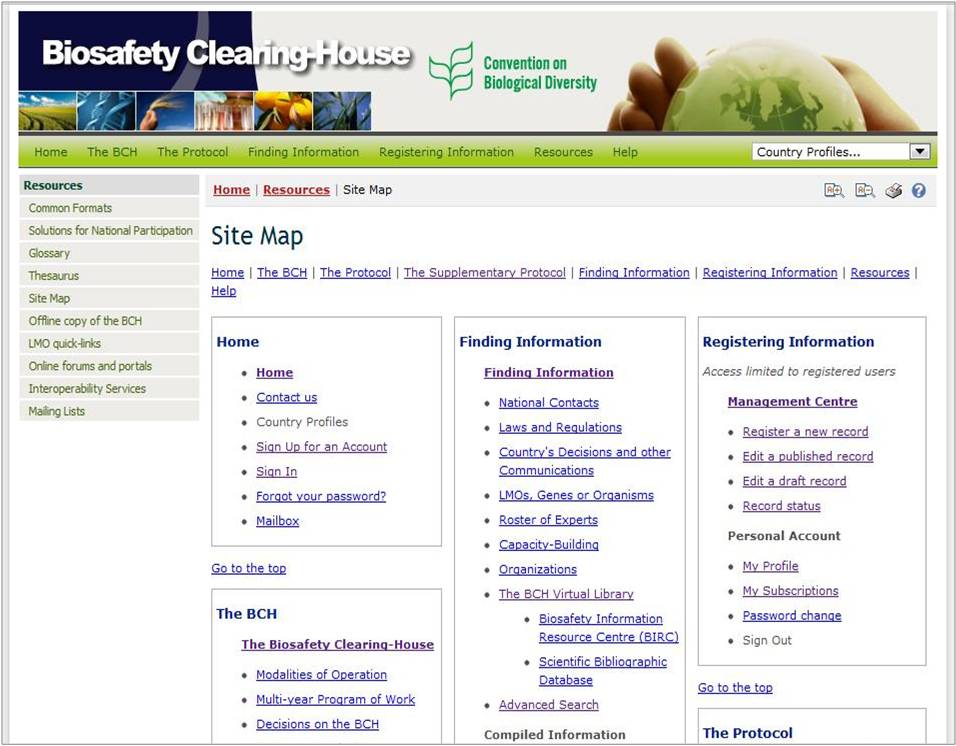 Biosafety Clearing-House
Convention on
Biological Diversity
Home The BCH The Protocol Finding Information Registering Information Resources Help Country Profiles...
Resources
Common Formats
Solutions for National Participation
Glossary
Thesaurus
Site Map
Offline copy of the BCH
LMO quick-links
Online forums and portals
Interoperability Services
Mailing Lists
Home | Resources | Site Map
Site Map
Home | The BCH | The Protocol | The Supplementary Protocol | Finding Information | Registering Information | Resources |
Help
Home
Home
Contact us
Country Profiles
Sign Up for an Account
Sign In
Forgot your password?
Mailbox
Go to the top
The BCH
The Biosafety Clearing-House
Modalities of Operation
Multi-year Program of Work
Decisions on the BCH
Finding Information
Finding Information
National Contacts
Laws and Regulations
Country's Decisions and other
Communications
LMOs, Genes or Organisms
Roster of Experts
Capacity-Building
Organizations
The BCH Virtual Library
Biosafety Information
Resource Centre (BIRC)
Scientific Bibliographic
Database
Advanced Search
Compiled Information
Registering Information
Access limited to registered users
Management Centre
Register a new record
Edit a published record
Edit a draft record
Record status
Personal Account
My Profile
My Subscriptions
Password change
Sign Out
Go to the top
The Protocol